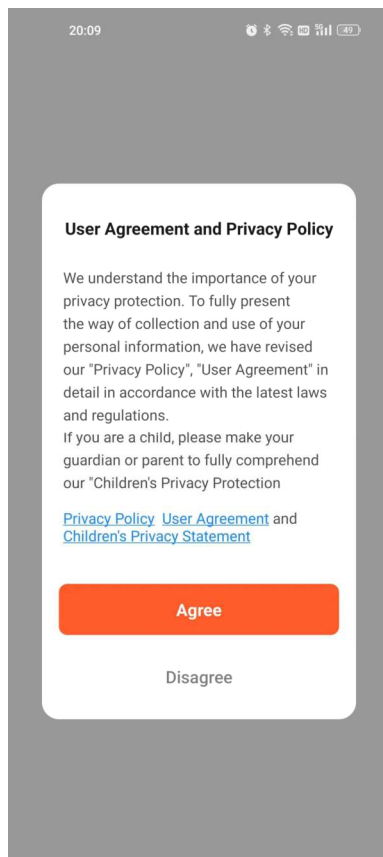 20:09
HD 5G 49
User Agreement and Privacy Policy
We understand the importance of your
privacy protection. To fully present
the way of collection and use of your
personal information, we have revised
our "Privacy Policy", "User Agreement" in
detail in accordance with the latest laws
and regulations.
If you are a child, please make your
guardian or parent to fully comprehend
our "Children's Privacy Protection
Privacy Policy User Agreement and
Children's Privacy Statement
Agree
Disagree